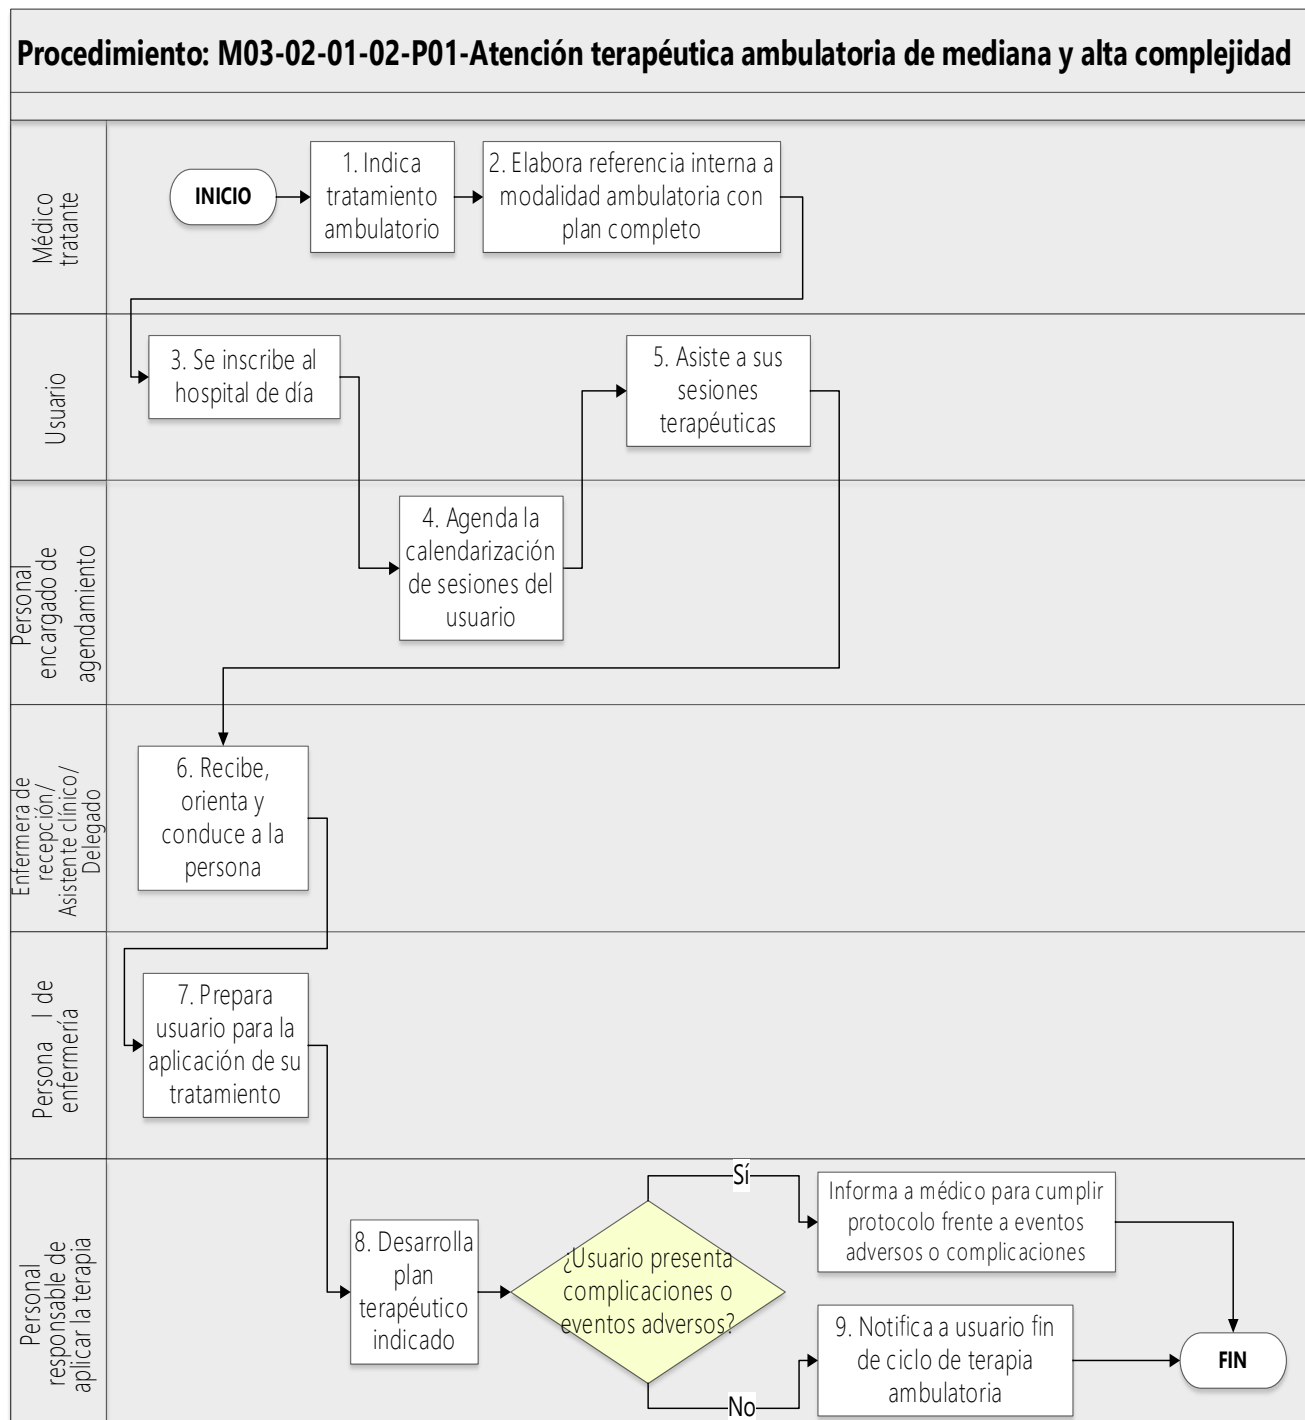 Procedimiento: M03-02-01-02-P01-Atención terapéutica ambulatoria de mediana y alta complejidad
Médico
tratante
INICIO
1. Indica
tratamiento
ambulatorio
2. Elabora referencia interna a
modalidad ambulatoria con
plan completo
Usuario
3. Se inscribe al
hospital de día
5. Asiste a sus
sesiones
terapéuticas
Personal
encargado de
agendamiento
4. Agenda la
calendarización
de sesiones del
usuario
Enfermera de
recepción/
Asistente clínico/
Delegado
6. Recibe,
orienta y
conduce a la
persona
Persona l de
enfermería
7. Prepara
usuario para la
aplicación de su
tratamiento
Personal
responsable de
aplicar la terapia
8. Desarrolla
plan
terapéutico
indicado
¿Usuario presenta
complicaciones o
eventos adversos?
Sí
Informa a médico para cumplir
protocolo frente a eventos
adversos o complicaciones
No
9. Notifica a usuario fin
de ciclo de terapia
ambulatoria
FIN